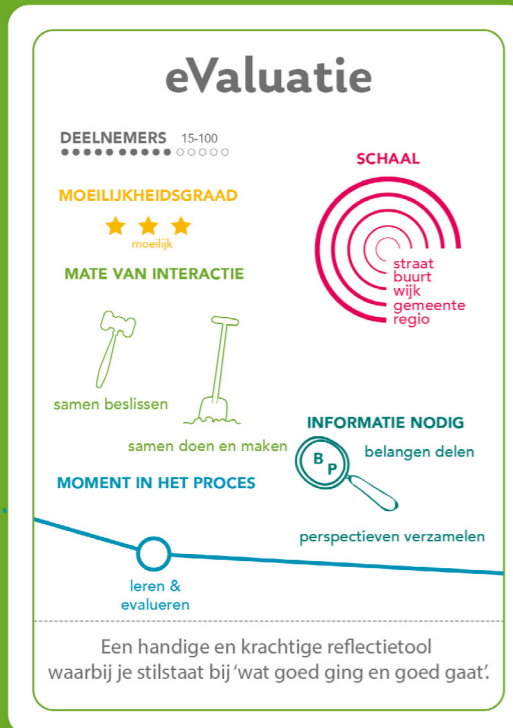 eValuatie
DEELNEMERS 15-100
SCHAAL
straat
buurt
wijk
gemeente
regio
MOEILIJKHEIDSGRAAD
moeilijk
MATE VAN INTERACTIE
samen beslissen
samen doen en maken
INFORMATIE NODIG
B
P
belangen delen
perspectieven verzamelen
MOMENT IN HET PROCES
leren &
evalueren
Een handige en krachtige reflectietool
waarbij je stilstaat bij ‘wat goed ging en goed gaat’.